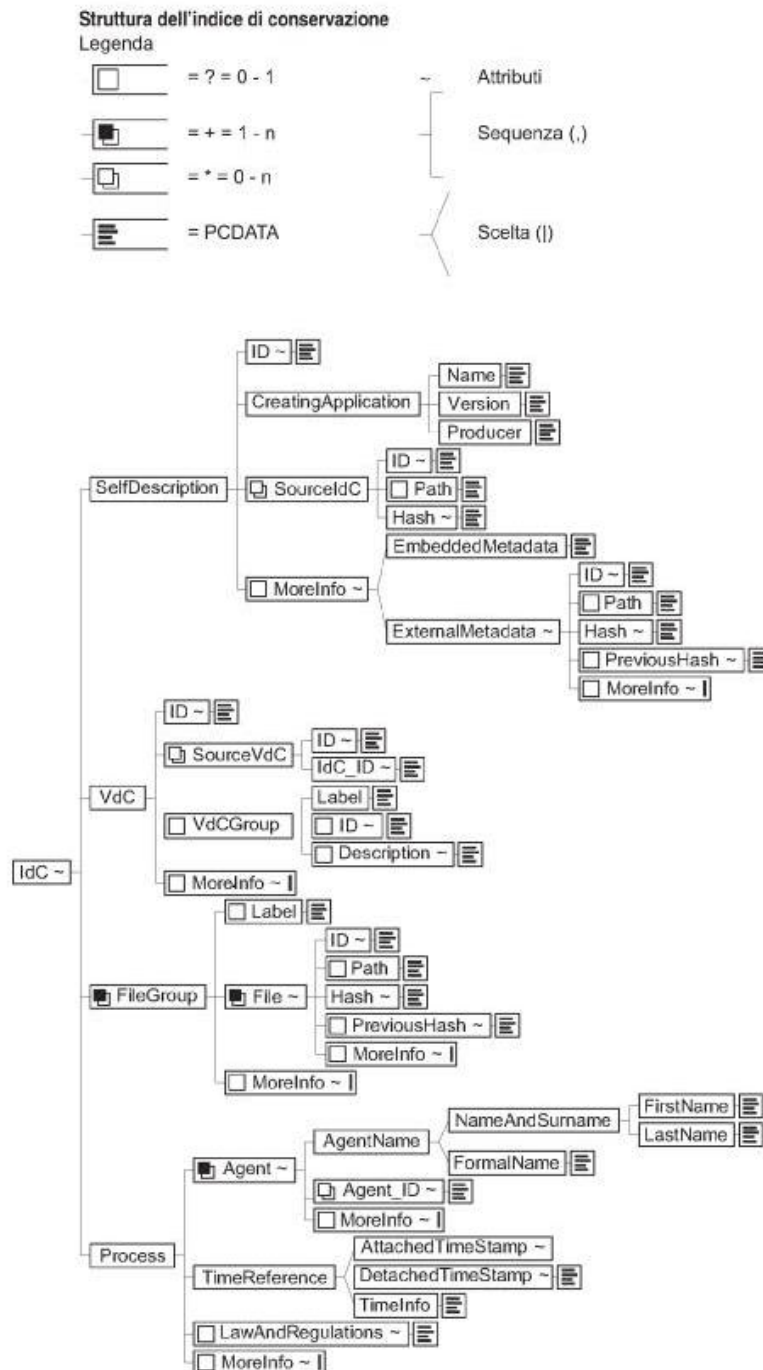 Struttura dell'indice di conservazione
Legenda
= ? = 0 - 1
~ Attributi
= + = 1 - n
Sequenza (,)
= * = 0 - n
= PCDATA
Scelta (|)
ID ~
CreatingApplication
Name
Version
Producer
SelfDescription
SourceIdC
ID ~
Path
Hash ~
MoreInfo ~
EmbeddedMetadata
ExternalMetadata ~
ID ~
Path
Hash ~
PreviousHash ~
MoreInfo ~
IdC ~
VdC
ID ~
SourceVdC
ID ~
IdC_ID ~
VdCGroup
Label
ID ~
Description ~
MoreInfo ~
FileGroup
Label
File ~
ID ~
Path
Hash ~
PreviousHash ~
MoreInfo ~
MoreInfo ~
Process
Agent ~
AgentName
NameAndSurname
FirstName
LastName
FormalName
Agent_ID ~
MoreInfo ~
TimeReference
AttachedTimeStamp ~
DetachedTimeStamp ~
TimeInfo
LawAndRegulations ~
MoreInfo ~